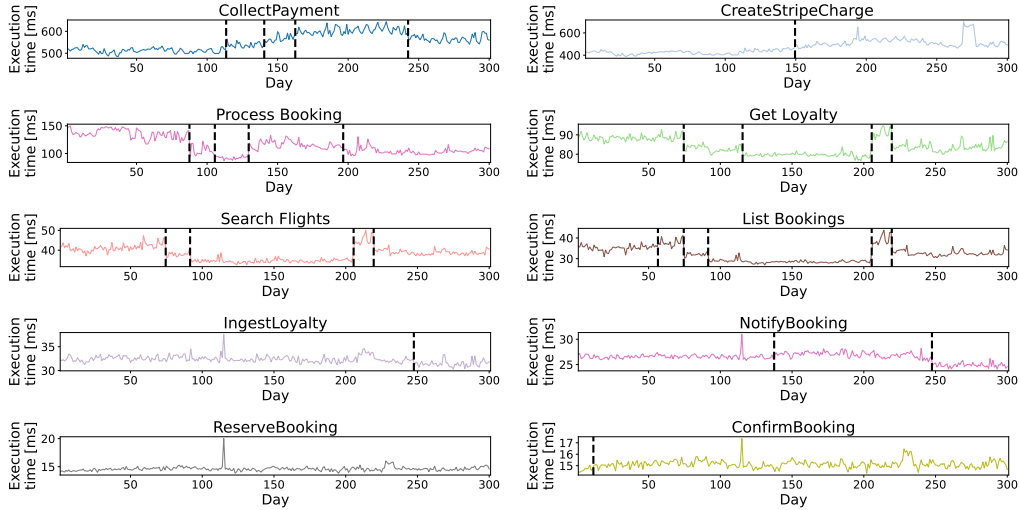 CollectPayment
Execution
time [ms]
600
500
50 100 150 200 250 300
Day
CreateStripeCharge
Execution
time [ms]
600
400
50 100 150 200 250 300
Day
Process Booking
Execution
time [ms]
150
100
50 100 150 200 250 300
Day
Get Loyalty
Execution
time [ms]
90
80
50 100 150 200 250 300
Day
Search Flights
Execution
time [ms]
50
40
50 100 150 200 250 300
Day
List Bookings
Execution
time [ms]
40
30
50 100 150 200 250 300
Day
IngestLoyalty
Execution
time [ms]
35
30
50 100 150 200 250 300
Day
NotifyBooking
Execution
time [ms]
30
25
50 100 150 200 250 300
Day
ReserveBooking
Execution
time [ms]
20
15
50 100 150 200 250 300
Day
ConfirmBooking
Execution
time [ms]
17
16
15
50 100 150 200 250 300
Day